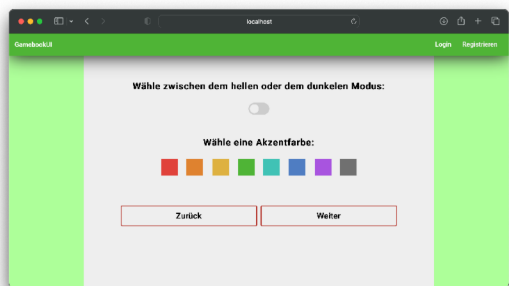 localhost
GamebookUI
Login Registrieren
Wähle zwischen dem hellen oder dem dunkelen Modus:
Wähle eine Akzentfarbe:
Zurück Weiter